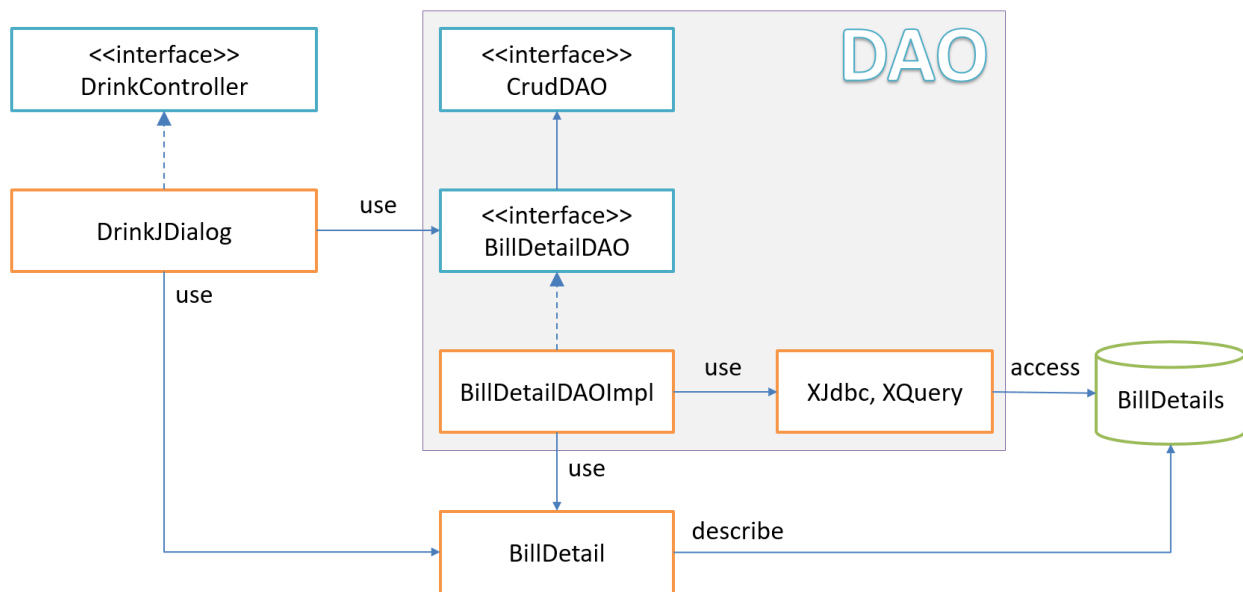 <<interface>>
DrinkController
<<interface>>
CrudDAO
DAO
DrinkJDialog
use
<<interface>>
BillDetailDAO
use
BillDetailDAOImpl
use
XJdbc, XQuery
access
BillDetails
use
BillDetail
describe